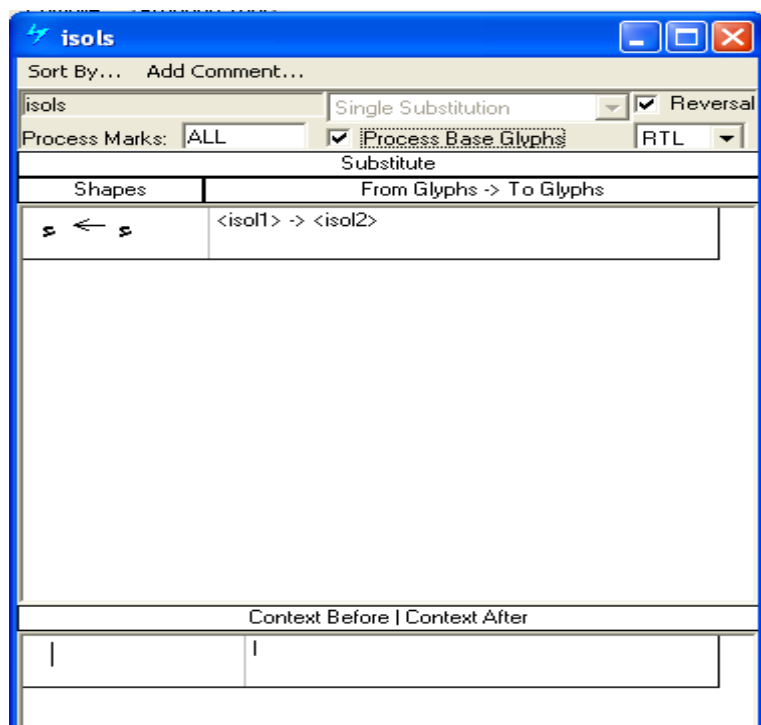 isols
Sort By... Add Comment...
isols Single Substitution Reversal
Process Marks: ALL Process Base Glyphs RTL
Substitute
Shapes From Glyphs -> To Glyphs
ء ← ء <isol1> -> <isol2>
Context Before | Context After
| |